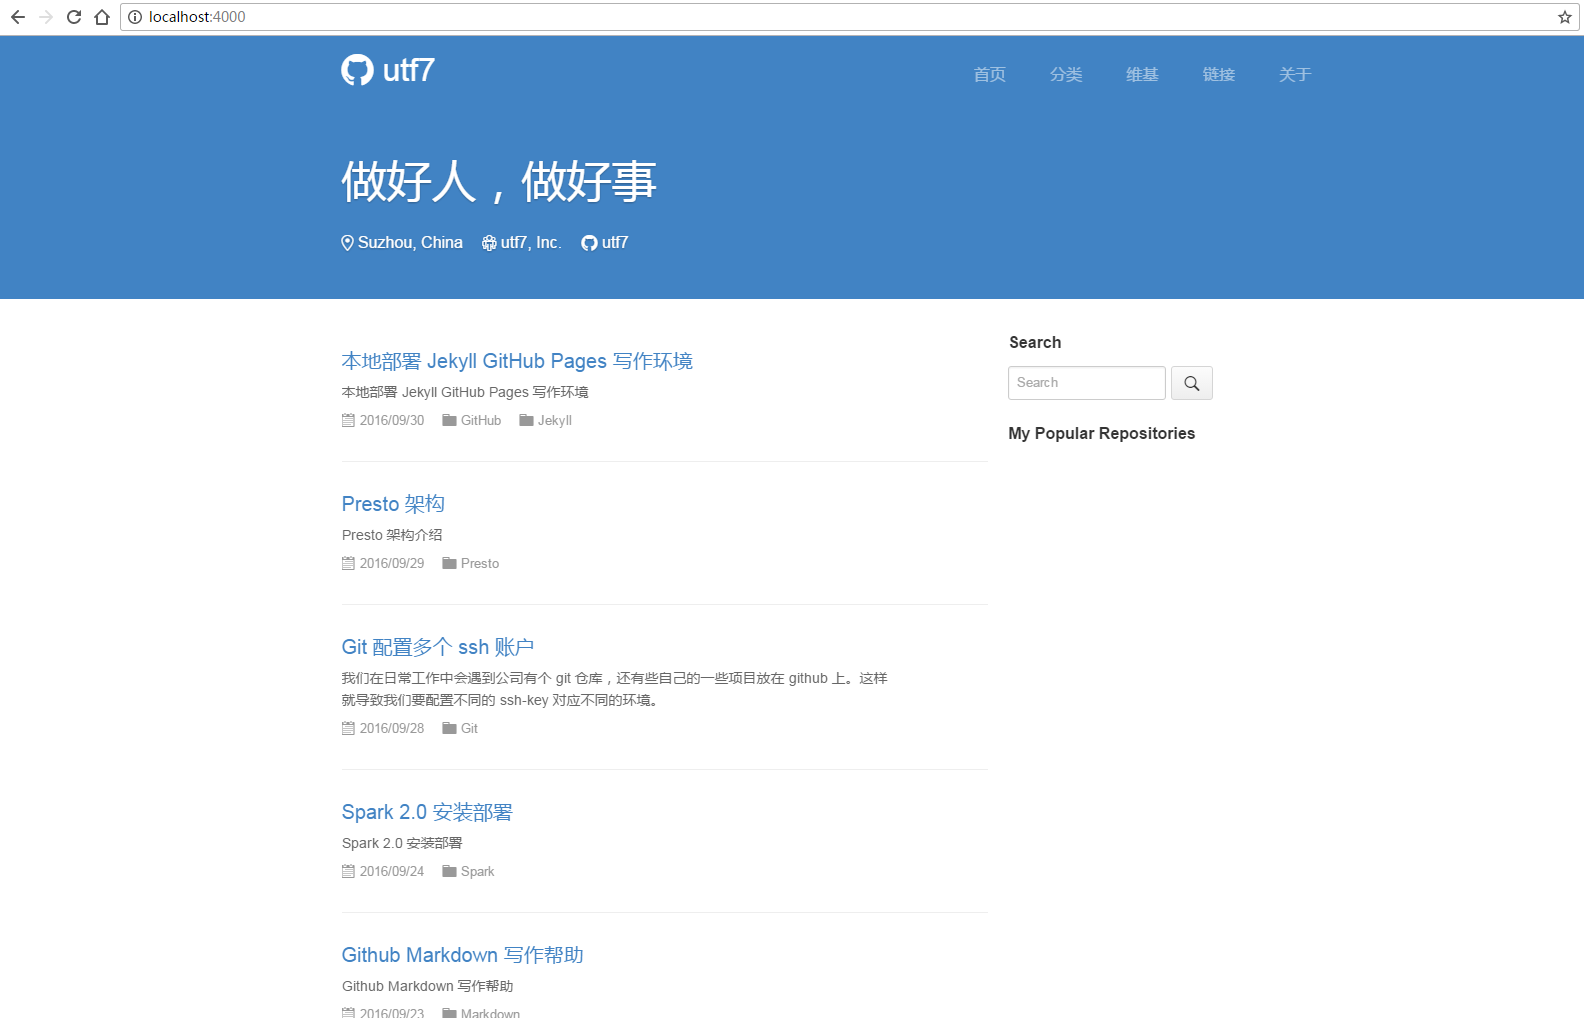 localhost:4000
utf7
首页 分类 维基 链接 关于
做好人，做好事
Suzhou, China utf7, Inc. utf7
本地部署 Jekyll GitHub Pages 写作环境
本地部署 Jekyll GitHub Pages 写作环境
2016/09/30 GitHub Jekyll
Presto 架构
Presto 架构介绍
2016/09/29 Presto
Git 配置多个 ssh 账户
我们在日常工作中会遇到公司有个 git 仓库，还有些自己的一些项目放在 github 上。这样
就导致我们要配置不同的 ssh-key 对应不同的环境。
2016/09/28 Git
Spark 2.0 安装部署
Spark 2.0 安装部署
2016/09/24 Spark
Github Markdown 写作帮助
Github Markdown 写作帮助
2016/09/23 Markdown
Search
Search
My Popular Repositories